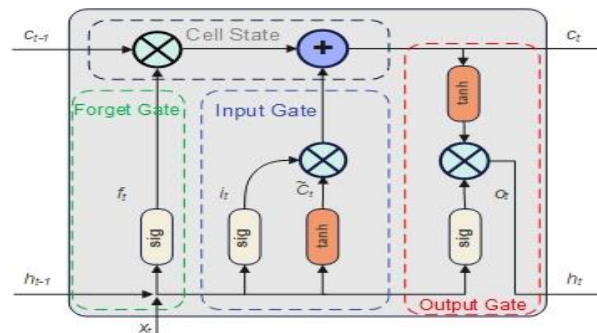 Cell State
C_{t-1}
C_t
tanh
Forget Gate
Input Gate
f_t
i_t
C̃_t
O_t
sig
sig
tanh
sig
h_{t-1}
h_t
Output Gate
x_t